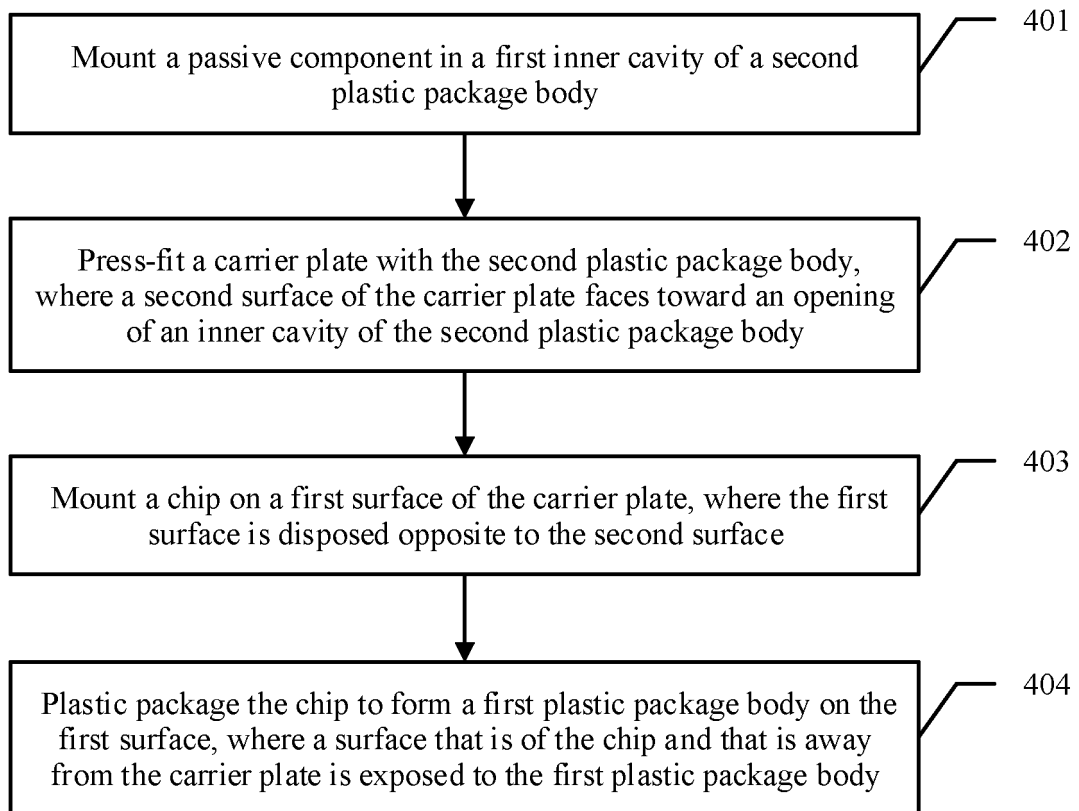 401
Mount a passive component in a first inner cavity of a second
plastic package body
402
Press-fit a carrier plate with the second plastic package body,
where a second surface of the carrier plate faces toward an opening
of an inner cavity of the second plastic package body
403
Mount a chip on a first surface of the carrier plate, where the first
surface is disposed opposite to the second surface
404
Plastic package the chip to form a first plastic package body on the
first surface, where a surface that is of the chip and that is away
from the carrier plate is exposed to the first plastic package body